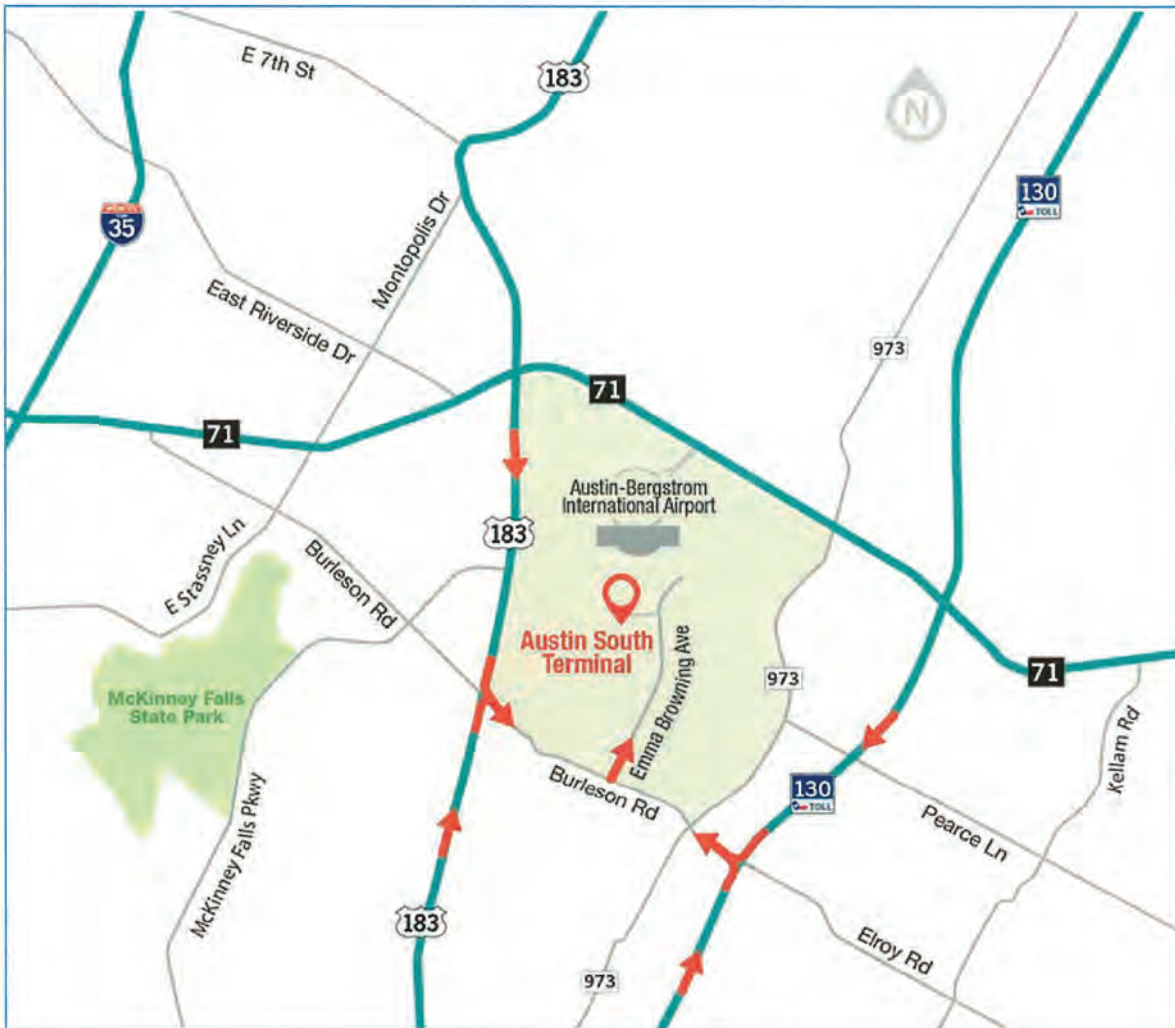 E 7th St
183
N
130
TOLL
35
Montopolis Dr
East Riverside Dr
973
71
71
Austin-Bergstrom
International Airport
183
E Stassney Ln
Burleson Rd
Austin South
Terminal
Emma Browning Ave
973
71
McKinney Falls
State Park
Kellam Rd
Burleson Rd
130
TOLL
Pearce Ln
McKinney Falls Pkwy
183
Elroy Rd
973